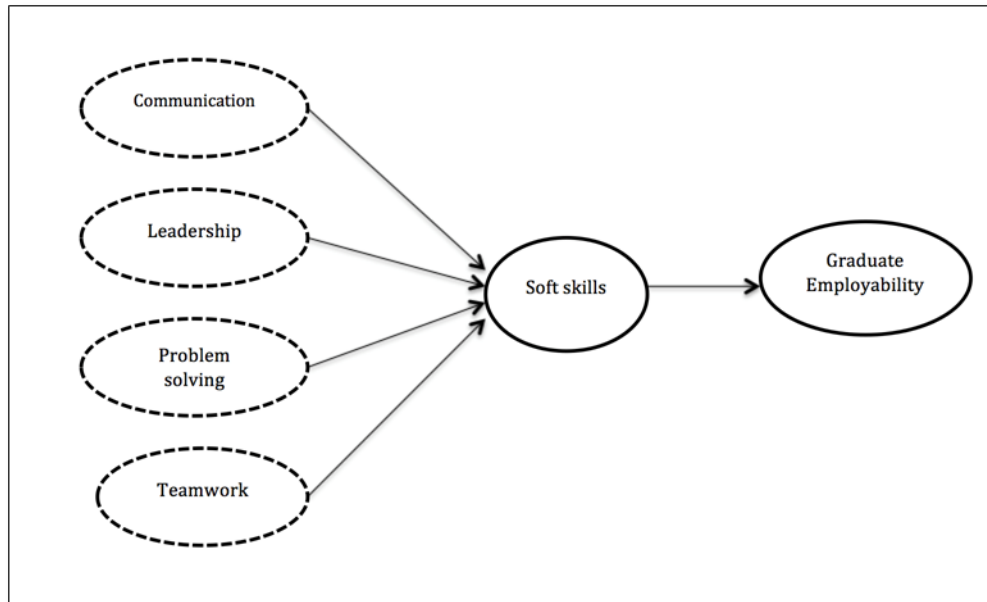 Communication
Leadership
Problem
solving
Teamwork
Soft skills
Graduate
Employability